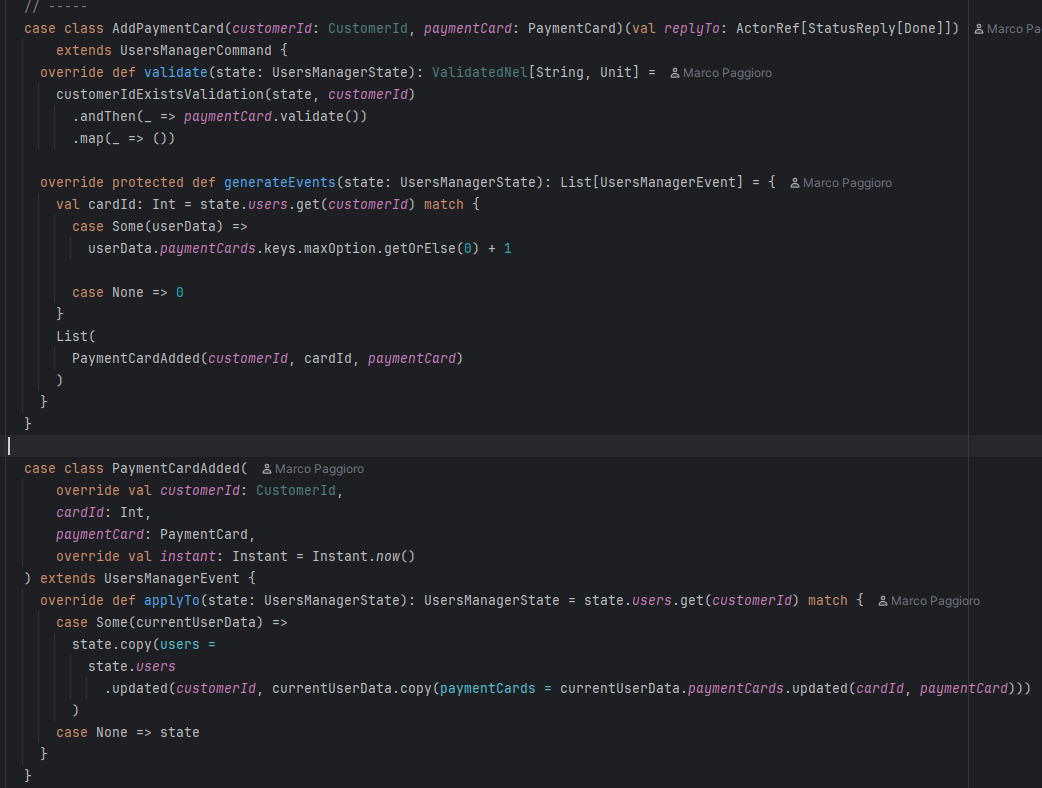 // -----
case class AddPaymentCard(customerId: CustomerId, paymentCard: PaymentCard)(val replyTo: ActorRef[StatusReply[Done]]) Marco Pa
    extends UsersManagerCommand {
  override def validate(state: UsersManagerState): ValidatedNel[String, Unit] = Marco Paggioro
    customerIdExistsValidation(state, customerId)
      .andThen(_ => paymentCard.validate())
      .map(_ => ())

  override protected def generateEvents(state: UsersManagerState): List[UsersManagerEvent] = { Marco Paggioro
    val cardId: Int = state.users.get(customerId) match {
      case Some(userData) =>
        userData.paymentCards.keys.maxOption.getOrElse(0) + 1

      case None => 0
    }
    List(
      PaymentCardAdded(customerId, cardId, paymentCard)
    )
  }
}

case class PaymentCardAdded( Marco Paggioro
    override val customerId: CustomerId,
    cardId: Int,
    paymentCard: PaymentCard,
    override val instant: Instant = Instant.now()
) extends UsersManagerEvent {
  override def applyTo(state: UsersManagerState): UsersManagerState = state.users.get(customerId) match { Marco Paggioro
    case Some(currentUserData) =>
      state.copy(users =
        state.users
          .updated(customerId, currentUserData.copy(paymentCards = currentUserData.paymentCards.updated(cardId, paymentCard)))
      )
    case None => state
  }
}